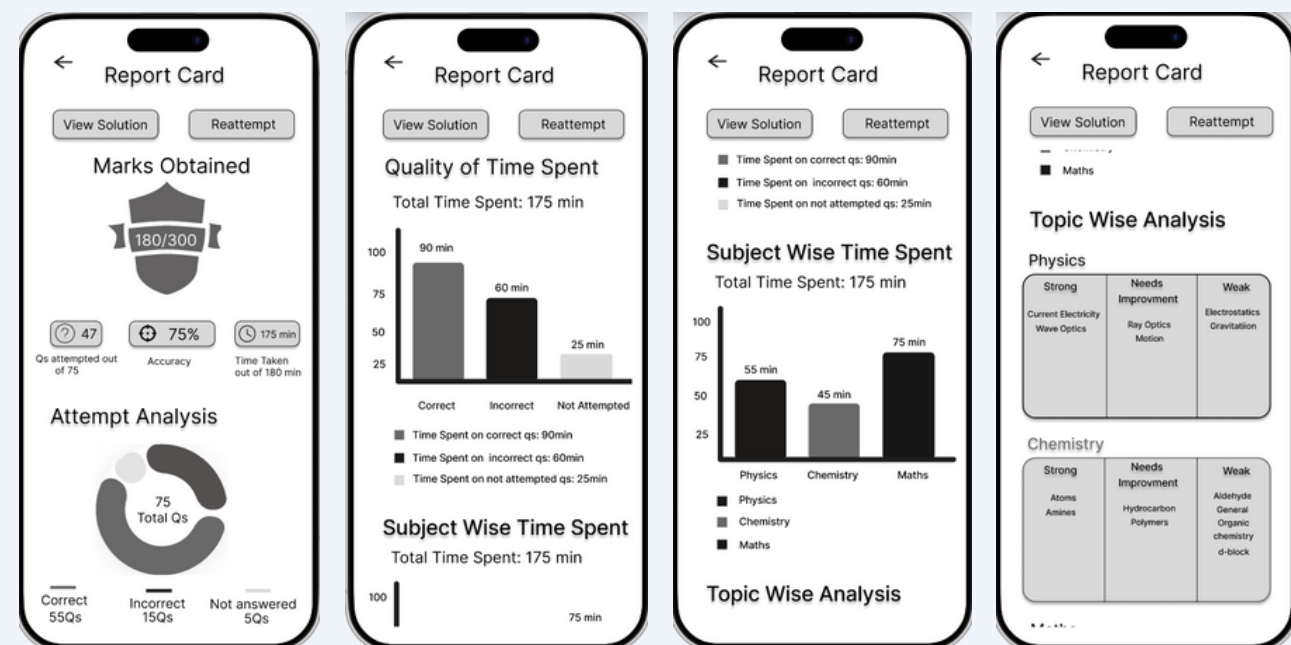 Report Card
View Solution
Reattempt
Marks Obtained
180/300
47
75%
175 min
Qs attempted out
of 75
Accuracy
Time Taken
out of 180 min
Attempt Analysis
75
Total Qs
Correct
55Qs
Incorrect
15Qs
Not answered
5Qs
Report Card
View Solution
Reattempt
Quality of Time Spent
Total Time Spent: 175 min
100
75
50
25
90 min
60 min
25 min
Correct
Incorrect
Not Attempted
Time Spent on correct qs: 90min
Time Spent on incorrect qs: 60min
Time Spent on not attempted qs: 25min
Subject Wise Time Spent
Total Time Spent: 175 min
100
75 min
Report Card
View Solution
Reattempt
Time Spent on correct qs: 90min
Time Spent on incorrect qs: 60min
Time Spent on not attempted qs: 25min
Subject Wise Time Spent
Total Time Spent: 175 min
100
75
50
25
55 min
45 min
75 min
Physics
Chemistry
Maths
Physics
Chemistry
Maths
Topic Wise Analysis
Report Card
View Solution
Reattempt
Maths
Topic Wise Analysis
Physics
Strong
Current Electricity
Wave Optics
Needs
Improvment
Ray Optics
Motion
Weak
Electrostatics
Gravitatiion
Chemistry
Strong
Atoms
Amines
Needs
Improvment
Hydrocarbon
Polymers
Weak
Aldehyde
General
Organic
chemistry
d-block